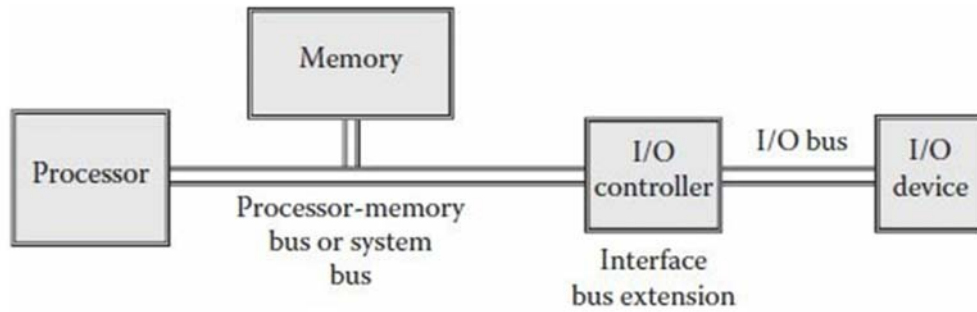 Memory
Processor
I/O
controller
I/O bus
I/O
device
Processor-memory
bus or system
bus
Interface
bus extension